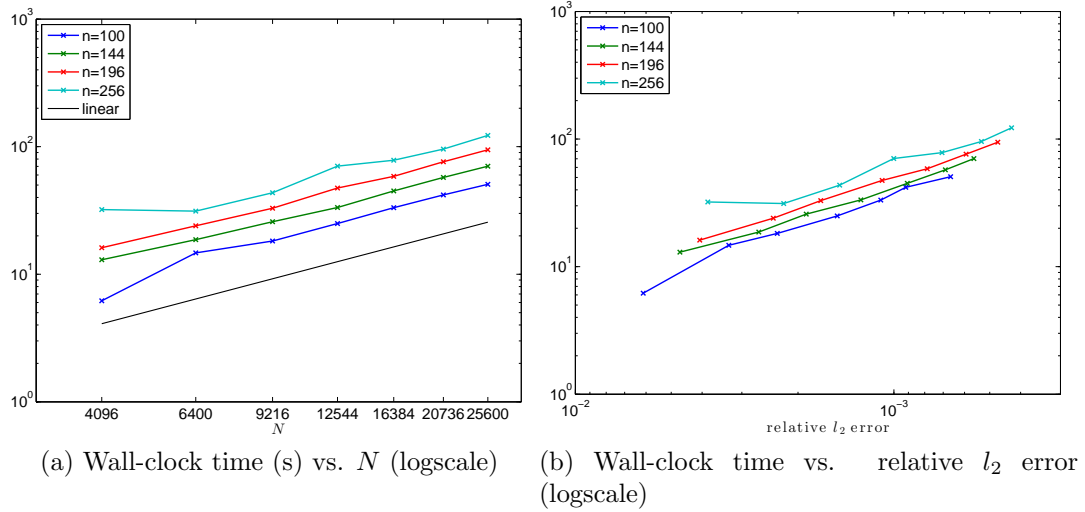 10^3
10^2
10^1
10^0
n=100
n=144
n=196
n=256
linear
4096 6400 9216 12544 16384 20736 25600
N
(a) Wall-clock time (s) vs. N (logscale)
10^3
10^2
10^1
10^0
n=100
n=144
n=196
n=256
10^-2 10^-3
relative l_2 error
(b) Wall-clock time vs. relative l_2 error
(logscale)